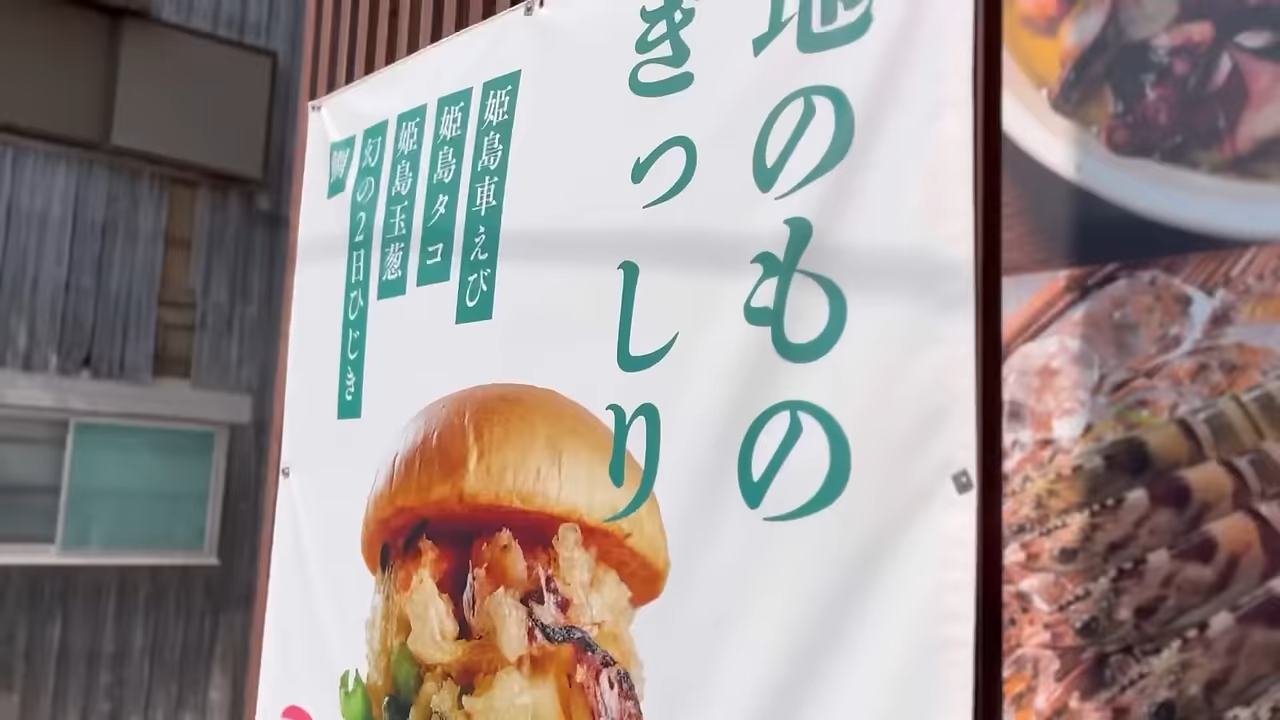 地のもの
ぎっしり
姫島車えび
姫島タコ
姫島玉葱
幻の2日ひじき